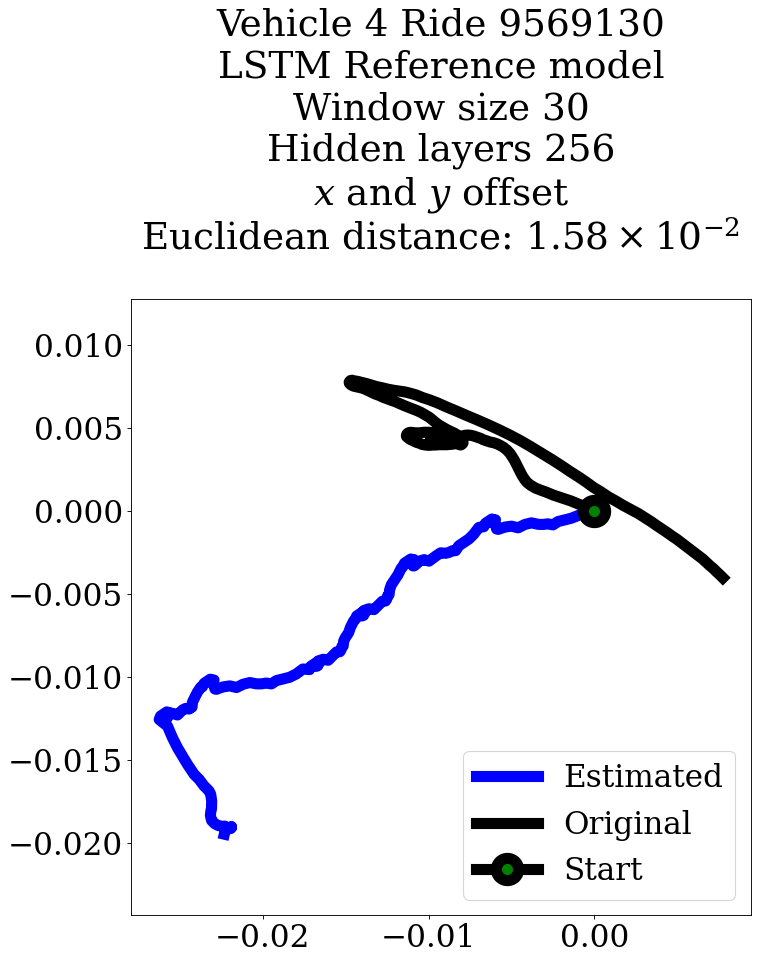 Vehicle 4 Ride 9569130
LSTM Reference model
Window size 30
Hidden layers 256
x and y offset
Euclidean distance: 1.58 × 10⁻²
0.010
0.005
0.000
−0.005
−0.010
−0.015
−0.020
Estimated
Original
Start
−0.02
−0.01
0.00